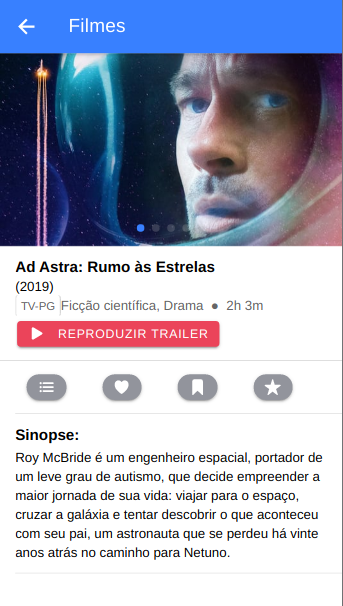 Filmes
Ad Astra: Rumo às Estrelas
(2019)
TV-PG Ficção científica, Drama ● 2h 3m
REPRODUZIR TRAILER
Sinopse:
Roy McBride é um engenheiro espacial, portador de
um leve grau de autismo, que decide empreender a
maior jornada de sua vida: viajar para o espaço,
cruzar a galáxia e tentar descobrir o que aconteceu
com seu pai, um astronauta que se perdeu há vinte
anos atrás no caminho para Netuno.